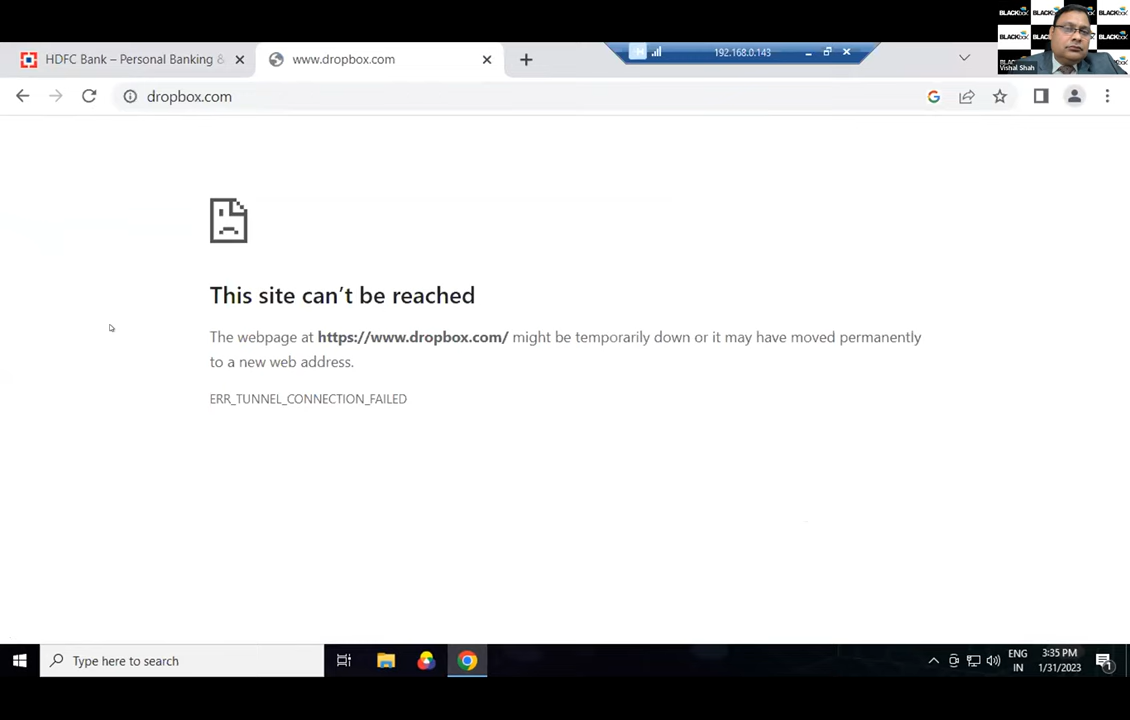 BLACKbox
HDFC Bank – Personal Banking &
www.dropbox.com
192.168.0.143
Vishal Shah
dropbox.com
This site can't be reached
The webpage at https://www.dropbox.com/ might be temporarily down or it may have moved permanently
to a new web address.
ERR_TUNNEL_CONNECTION_FAILED
Type here to search
ENG
IN
3:35 PM
1/31/2023
1